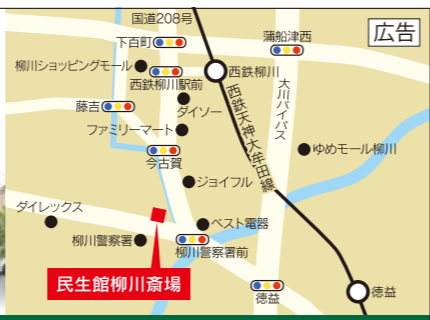 国道208号
広告
下百町
蒲船津西
柳川ショッピングモール
西鉄柳川
西鉄柳川駅前
大川バイパス
西鉄天神大牟田線
藤吉
ダイソー
ファミリーマート
今古賀
ゆめモール柳川
ジョイフル
ダイレックス
ベスト電器
柳川警察署
柳川警察署前
民生館柳川斎場
徳益
徳益